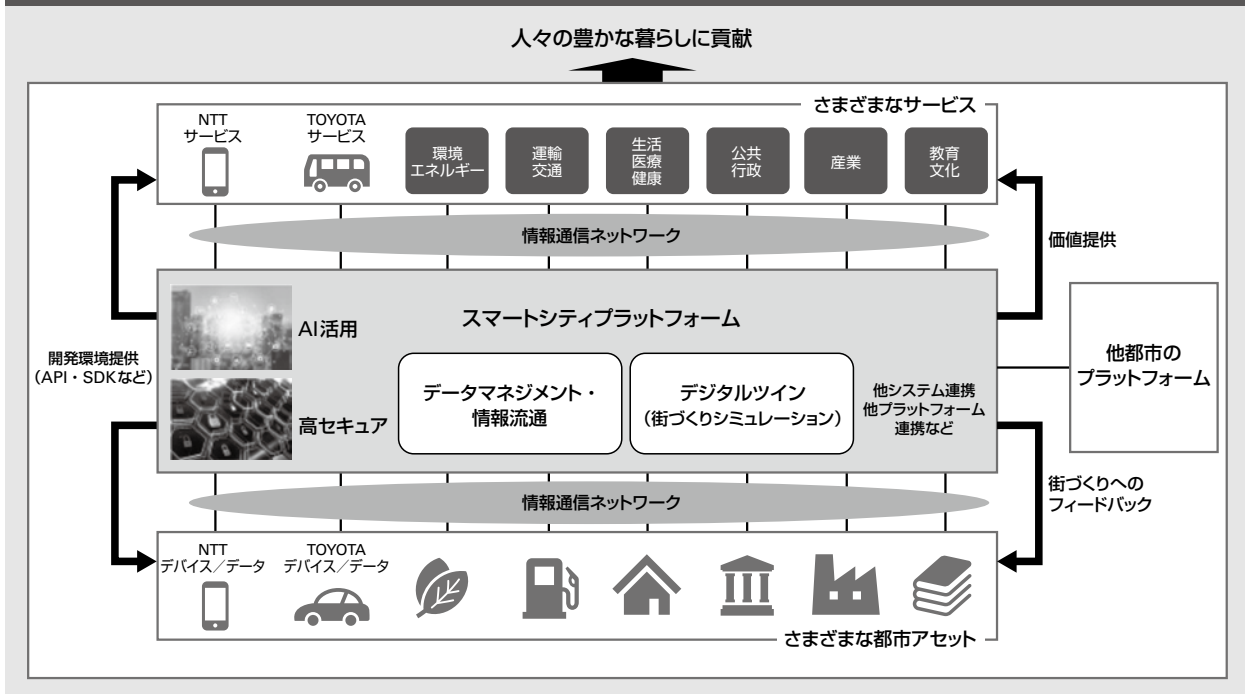 人々の豊かな暮らしに貢献
さまざまなサービス
NTT
サービス
TOYOTA
サービス
環境
エネルギー
運輸
交通
生活
医療
健康
公共
行政
産業
教育
文化
情報通信ネットワーク
価値提供
開発環境提供
(API・SDKなど)
AI活用
高セキュア
スマートシティプラットフォーム
データマネジメント・
情報流通
デジタルツイン
(街づくりシミュレーション)
他システム連携
他プラットフォーム
連携など
他都市の
プラットフォーム
情報通信ネットワーク
街づくりへの
フィードバック
NTT
デバイス/データ
TOYOTA
デバイス/データ
さまざまな都市アセット